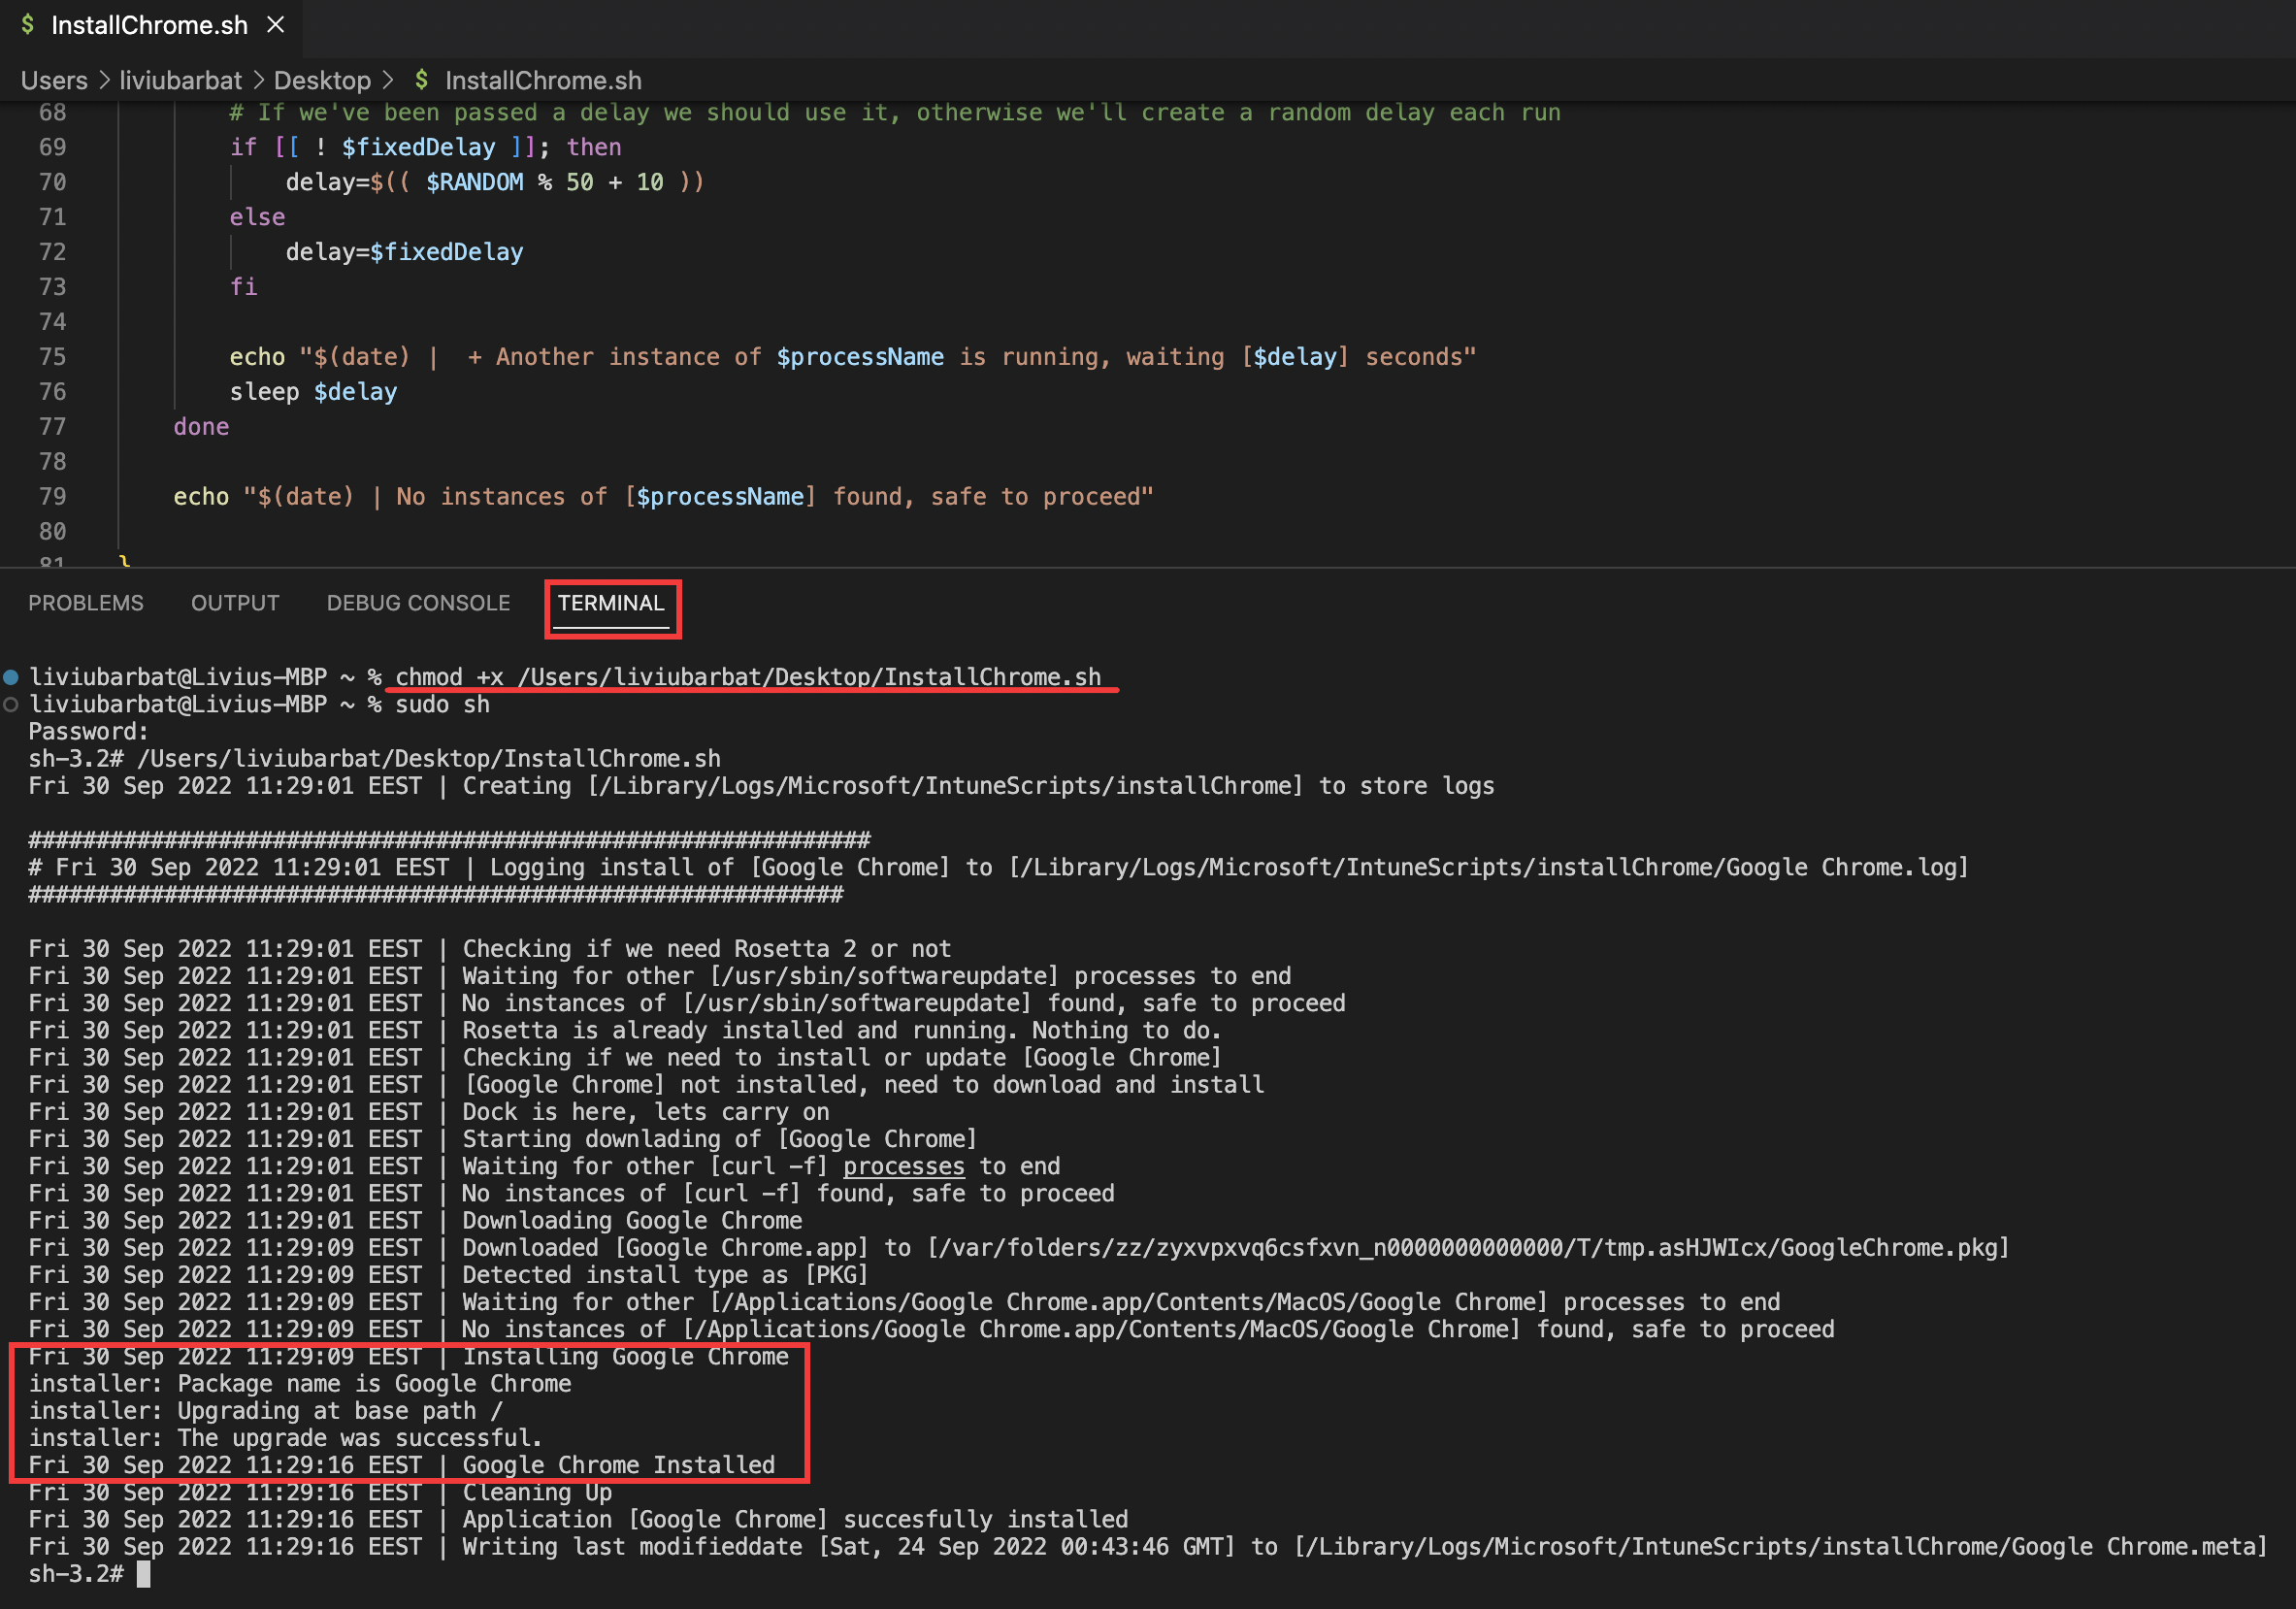 $ InstallChrome.sh ×
Users > liviubarbat > Desktop > $ InstallChrome.sh
68 # If we've been passed a delay we should use it, otherwise we'll create a random delay each run
69 if [[ ! $fixedDelay ]]; then
70 delay=$(( $RANDOM % 50 + 10 ))
71 else
72 delay=$fixedDelay
73 fi
74
75 echo "$(date) |  + Another instance of $processName is running, waiting [$delay] seconds"
76 sleep $delay
77 done
78
79 echo "$(date) | No instances of [$processName] found, safe to proceed"
80
81 }
PROBLEMS OUTPUT DEBUG CONSOLE TERMINAL
liviubarbat@Livius-MBP ~ % chmod +x /Users/liviubarbat/Desktop/InstallChrome.sh
liviubarbat@Livius-MBP ~ % sudo sh
Password:
sh-3.2# /Users/liviubarbat/Desktop/InstallChrome.sh
Fri 30 Sep 2022 11:29:01 EEST | Creating [/Library/Logs/Microsoft/IntuneScripts/installChrome] to store logs
##############################################################
# Fri 30 Sep 2022 11:29:01 EEST | Logging install of [Google Chrome] to [/Library/Logs/Microsoft/IntuneScripts/installChrome/Google Chrome.log]
############################################################
Fri 30 Sep 2022 11:29:01 EEST | Checking if we need Rosetta 2 or not
Fri 30 Sep 2022 11:29:01 EEST | Waiting for other [/usr/sbin/softwareupdate] processes to end
Fri 30 Sep 2022 11:29:01 EEST | No instances of [/usr/sbin/softwareupdate] found, safe to proceed
Fri 30 Sep 2022 11:29:01 EEST | Rosetta is already installed and running. Nothing to do.
Fri 30 Sep 2022 11:29:01 EEST | Checking if we need to install or update [Google Chrome]
Fri 30 Sep 2022 11:29:01 EEST | [Google Chrome] not installed, need to download and install
Fri 30 Sep 2022 11:29:01 EEST | Dock is here, lets carry on
Fri 30 Sep 2022 11:29:01 EEST | Starting downlading of [Google Chrome]
Fri 30 Sep 2022 11:29:01 EEST | Waiting for other [curl -f] processes to end
Fri 30 Sep 2022 11:29:01 EEST | No instances of [curl -f] found, safe to proceed
Fri 30 Sep 2022 11:29:01 EEST | Downloading Google Chrome
Fri 30 Sep 2022 11:29:09 EEST | Downloaded [Google Chrome.app] to [/var/folders/zz/zyxvpxvq6csfxvn_n0000000000000/T/tmp.asHJWIcx/GoogleChrome.pkg]
Fri 30 Sep 2022 11:29:09 EEST | Detected install type as [PKG]
Fri 30 Sep 2022 11:29:09 EEST | Waiting for other [/Applications/Google Chrome.app/Contents/MacOS/Google Chrome] processes to end
Fri 30 Sep 2022 11:29:09 EEST | No instances of [/Applications/Google Chrome.app/Contents/MacOS/Google Chrome] found, safe to proceed
Fri 30 Sep 2022 11:29:09 EEST | Installing Google Chrome
installer: Package name is Google Chrome
installer: Upgrading at base path /
installer: The upgrade was successful.
Fri 30 Sep 2022 11:29:16 EEST | Google Chrome Installed
Fri 30 Sep 2022 11:29:16 EEST | Cleaning Up
Fri 30 Sep 2022 11:29:16 EEST | Application [Google Chrome] succesfully installed
Fri 30 Sep 2022 11:29:16 EEST | Writing last modifieddate [Sat, 24 Sep 2022 00:43:46 GMT] to [/Library/Logs/Microsoft/IntuneScripts/installChrome/Google Chrome.meta]
sh-3.2#